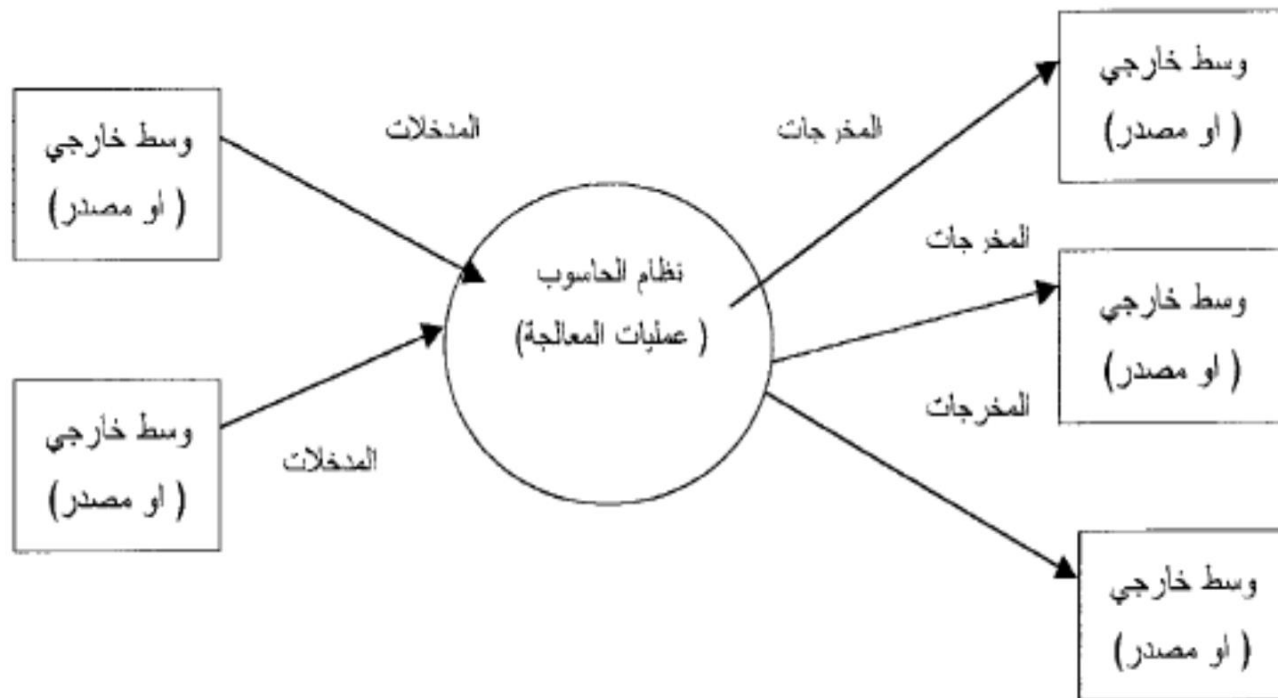 وسط خارجي
( او مصدر)
المخرجات
المدخلات
وسط خارجي
( او مصدر)
المخرجات
نظام الحاسوب
( عمليات المعالجة)
وسط خارجي
( او مصدر)
المخرجات
وسط خارجي
( او مصدر)
المدخلات
وسط خارجي
( او مصدر)